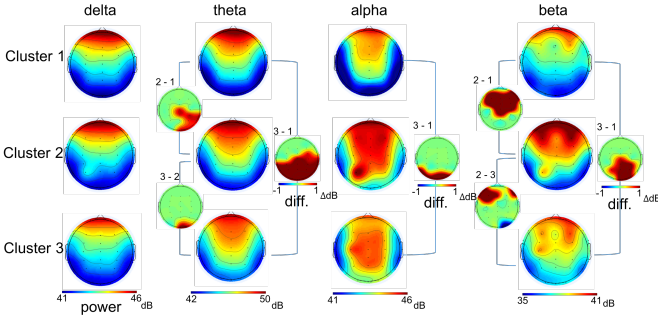 delta theta alpha beta
Cluster 1
2 - 1 2 - 1
3 - 1 3 - 1 3 - 1
Cluster 2
-1 1 ΔdB -1 1 ΔdB -1 1 ΔdE
diff. diff. diff.
3 - 2 2 - 3
Cluster 3
41 46 dB 42 50 dB 41 46 dB 35 41 dB
power